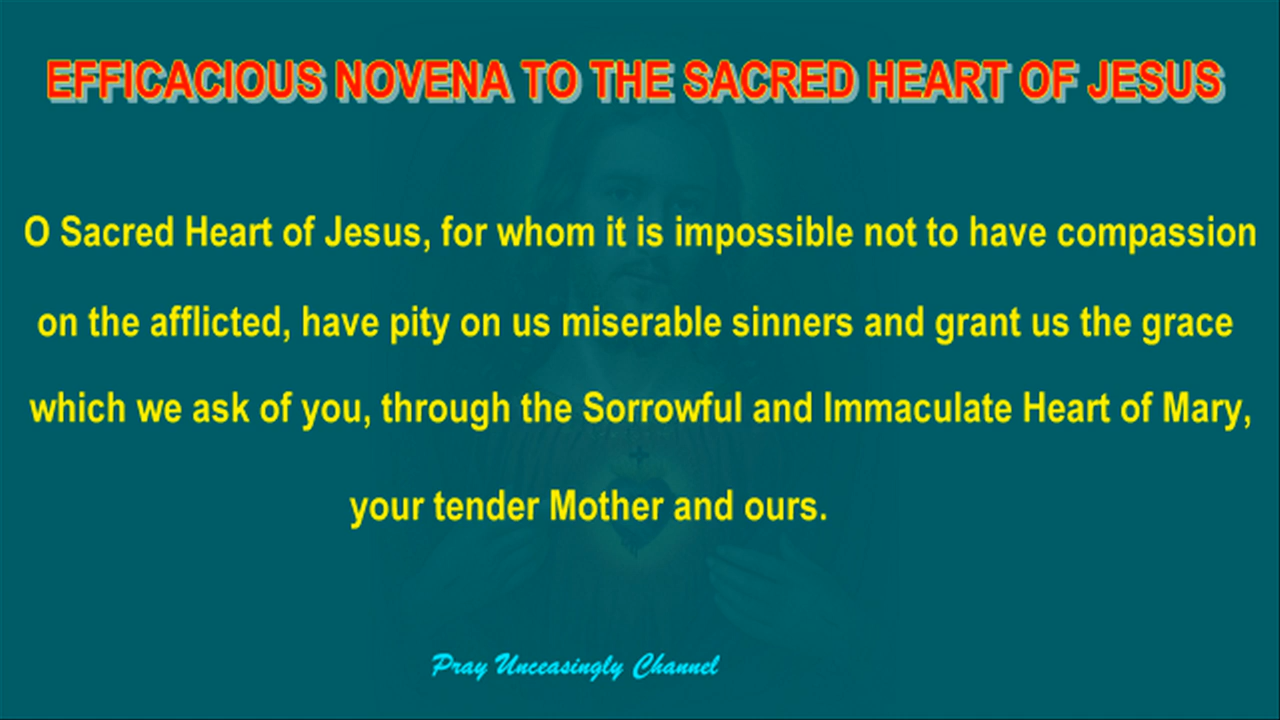 EFFICACIOUS NOVENA TO THE SACRED HEART OF JESUS
O Sacred Heart of Jesus, for whom it is impossible not to have compassion
on the afflicted, have pity on us miserable sinners and grant us the grace
which we ask of you, through the Sorrowful and Immaculate Heart of Mary,
your tender Mother and ours.
Pray Unceasingly Channel